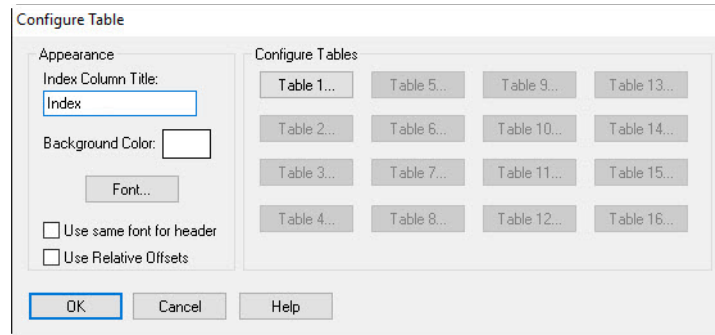 Configure Table
Appearance
Index Column Title:
Index
Background Color:
Font...
Use same font for header
Use Relative Offsets
Configure Tables
Table 1... Table 5... Table 9... Table 13...
Table 2... Table 6... Table 10... Table 14...
Table 3... Table 7... Table 11... Table 15...
Table 4... Table 8... Table 12... Table 16...
OK Cancel Help